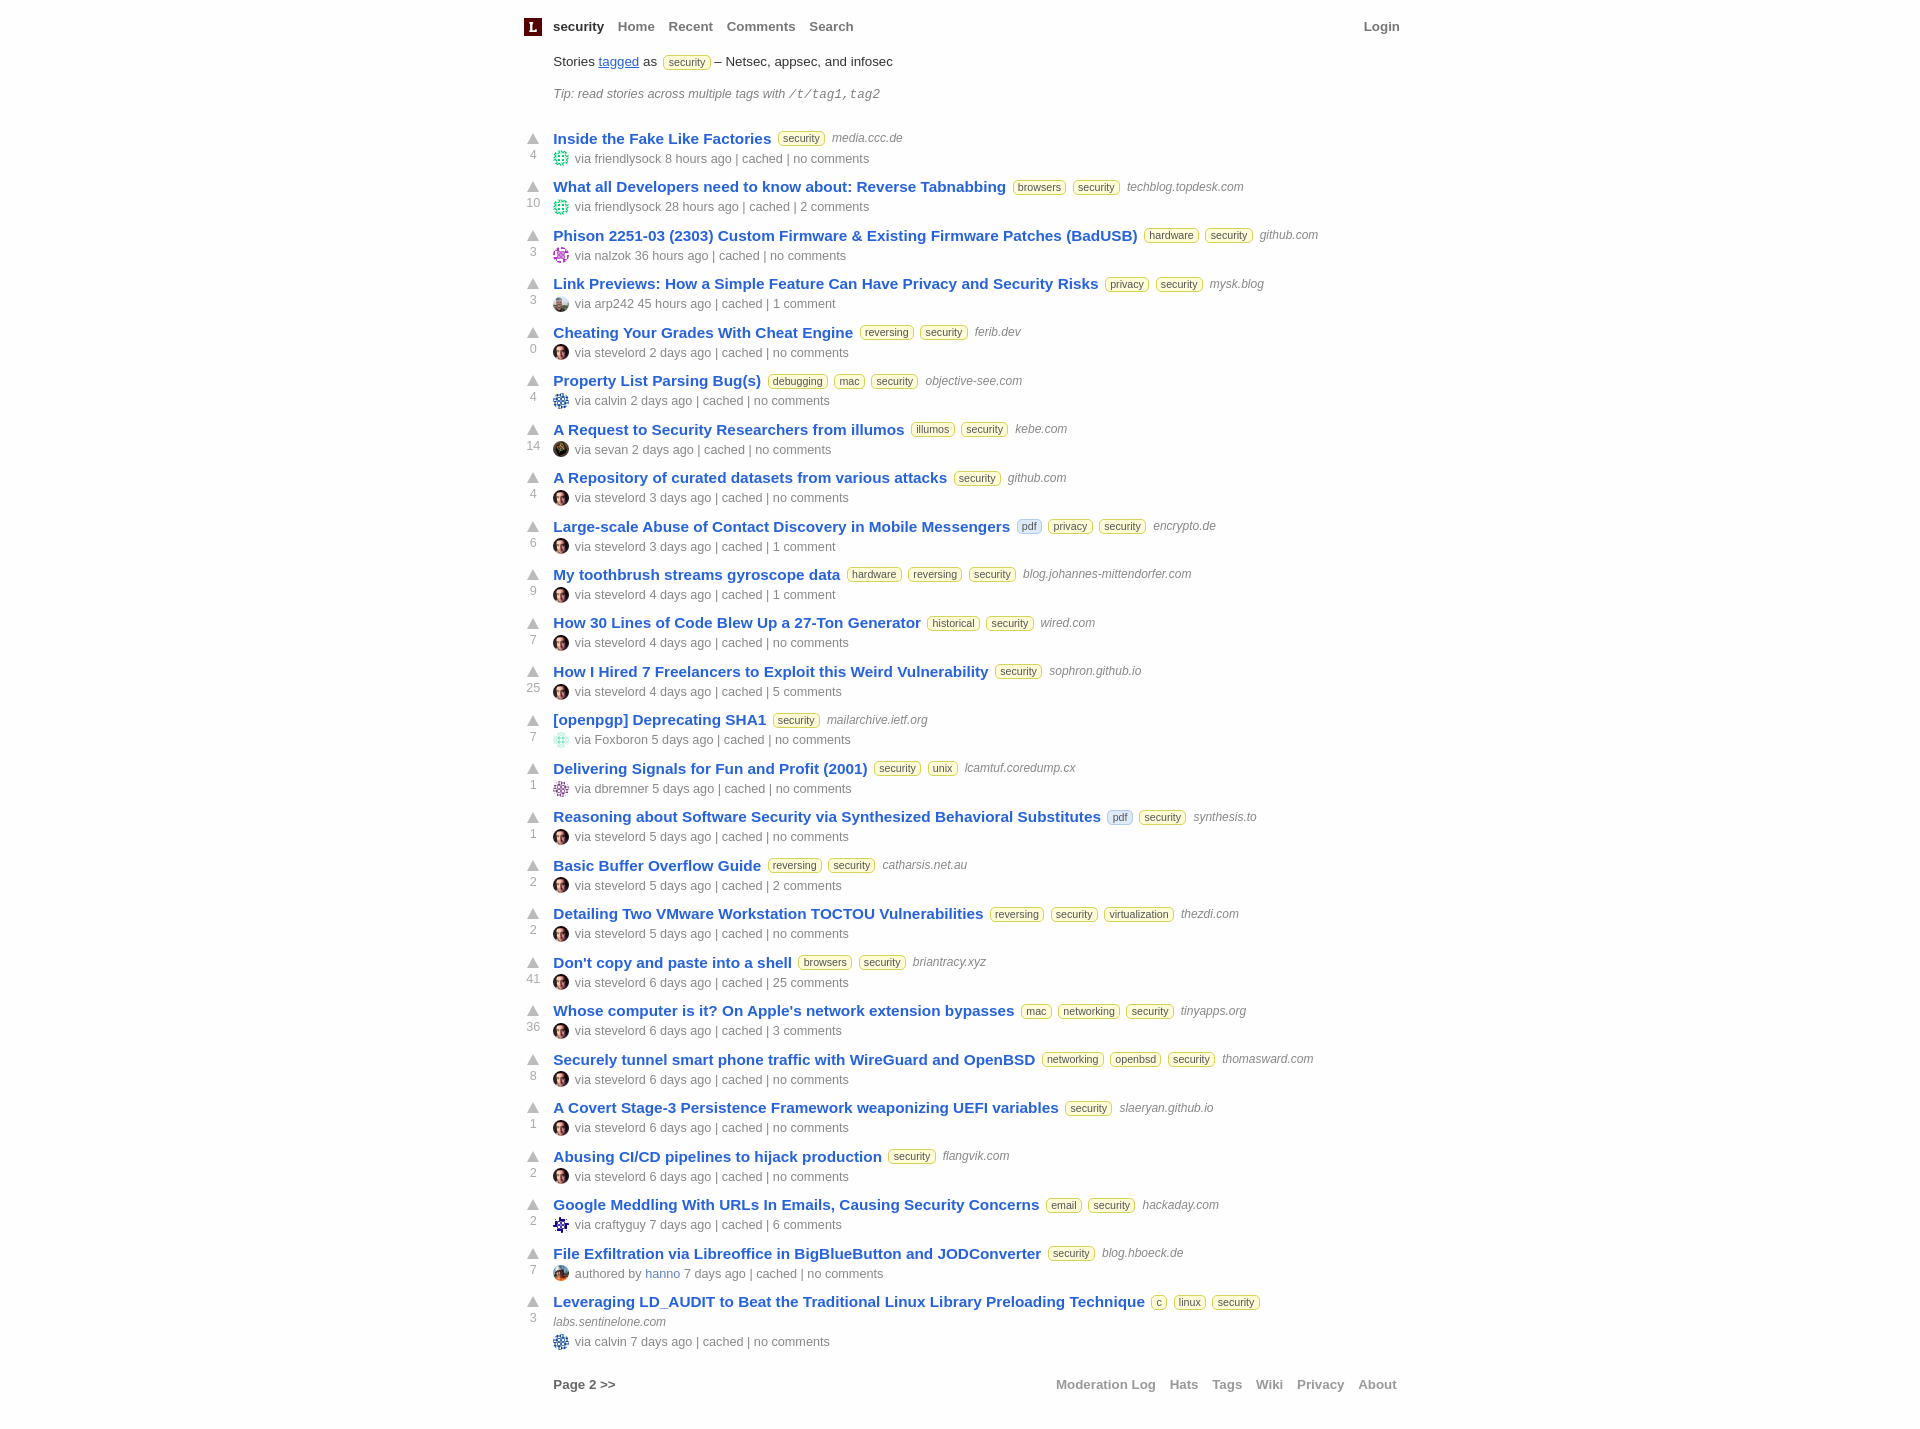 L security Home Recent Comments Search Login
Stories tagged as security – Netsec, appsec, and infosec
Tip: read stories across multiple tags with /t/tag1,tag2
Inside the Fake Like Factories security media.ccc.de
4 via friendlysock 8 hours ago | cached | no comments
What all Developers need to know about: Reverse Tabnabbing browsers security techblog.topdesk.com
10 via friendlysock 28 hours ago | cached | 2 comments
Phison 2251-03 (2303) Custom Firmware & Existing Firmware Patches (BadUSB) hardware security github.com
3 via nalzok 36 hours ago | cached | no comments
Link Previews: How a Simple Feature Can Have Privacy and Security Risks privacy security mysk.blog
3 via arp242 45 hours ago | cached | 1 comment
Cheating Your Grades With Cheat Engine reversing security ferib.dev
0 via stevelord 2 days ago | cached | no comments
Property List Parsing Bug(s) debugging mac security objective-see.com
4 via calvin 2 days ago | cached | no comments
A Request to Security Researchers from illumos illumos security kebe.com
14 via sevan 2 days ago | cached | no comments
A Repository of curated datasets from various attacks security github.com
4 via stevelord 3 days ago | cached | no comments
Large-scale Abuse of Contact Discovery in Mobile Messengers pdf privacy security encrypto.de
6 via stevelord 3 days ago | cached | 1 comment
My toothbrush streams gyroscope data hardware reversing security blog.johannes-mittendorfer.com
9 via stevelord 4 days ago | cached | 1 comment
How 30 Lines of Code Blew Up a 27-Ton Generator historical security wired.com
7 via stevelord 4 days ago | cached | no comments
How I Hired 7 Freelancers to Exploit this Weird Vulnerability security sophron.github.io
25 via stevelord 4 days ago | cached | 5 comments
[openpgp] Deprecating SHA1 security mailarchive.ietf.org
7 via Foxboron 5 days ago | cached | no comments
Delivering Signals for Fun and Profit (2001) security unix lcamtuf.coredump.cx
1 via dbremner 5 days ago | cached | no comments
Reasoning about Software Security via Synthesized Behavioral Substitutes pdf security synthesis.to
1 via stevelord 5 days ago | cached | no comments
Basic Buffer Overflow Guide reversing security catharsis.net.au
2 via stevelord 5 days ago | cached | 2 comments
Detailing Two VMware Workstation TOCTOU Vulnerabilities reversing security virtualization thezdi.com
2 via stevelord 5 days ago | cached | no comments
Don't copy and paste into a shell browsers security briantracy.xyz
41 via stevelord 6 days ago | cached | 25 comments
Whose computer is it? On Apple's network extension bypasses mac networking security tinyapps.org
36 via stevelord 6 days ago | cached | 3 comments
Securely tunnel smart phone traffic with WireGuard and OpenBSD networking openbsd security thomasward.com
8 via stevelord 6 days ago | cached | no comments
A Covert Stage-3 Persistence Framework weaponizing UEFI variables security slaeryan.github.io
1 via stevelord 6 days ago | cached | no comments
Abusing CI/CD pipelines to hijack production security flangvik.com
2 via stevelord 6 days ago | cached | no comments
Google Meddling With URLs In Emails, Causing Security Concerns email security hackaday.com
2 via craftyguy 7 days ago | cached | 6 comments
File Exfiltration via Libreoffice in BigBlueButton and JODConverter security blog.hboeck.de
7 authored by hanno 7 days ago | cached | no comments
Leveraging LD_AUDIT to Beat the Traditional Linux Library Preloading Technique c linux security
3 labs.sentinelone.com
via calvin 7 days ago | cached | no comments
Page 2 >> Moderation Log Hats Tags Wiki Privacy About